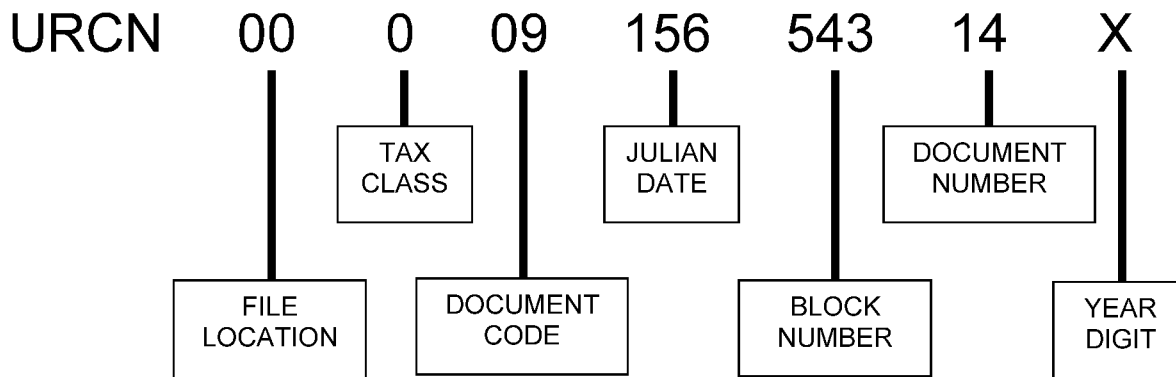 URCN 00 0 09 156 543 14 X
TAX
CLASS
JULIAN
DATE
DOCUMENT
NUMBER
FILE
LOCATION
DOCUMENT
CODE
BLOCK
NUMBER
YEAR
DIGIT